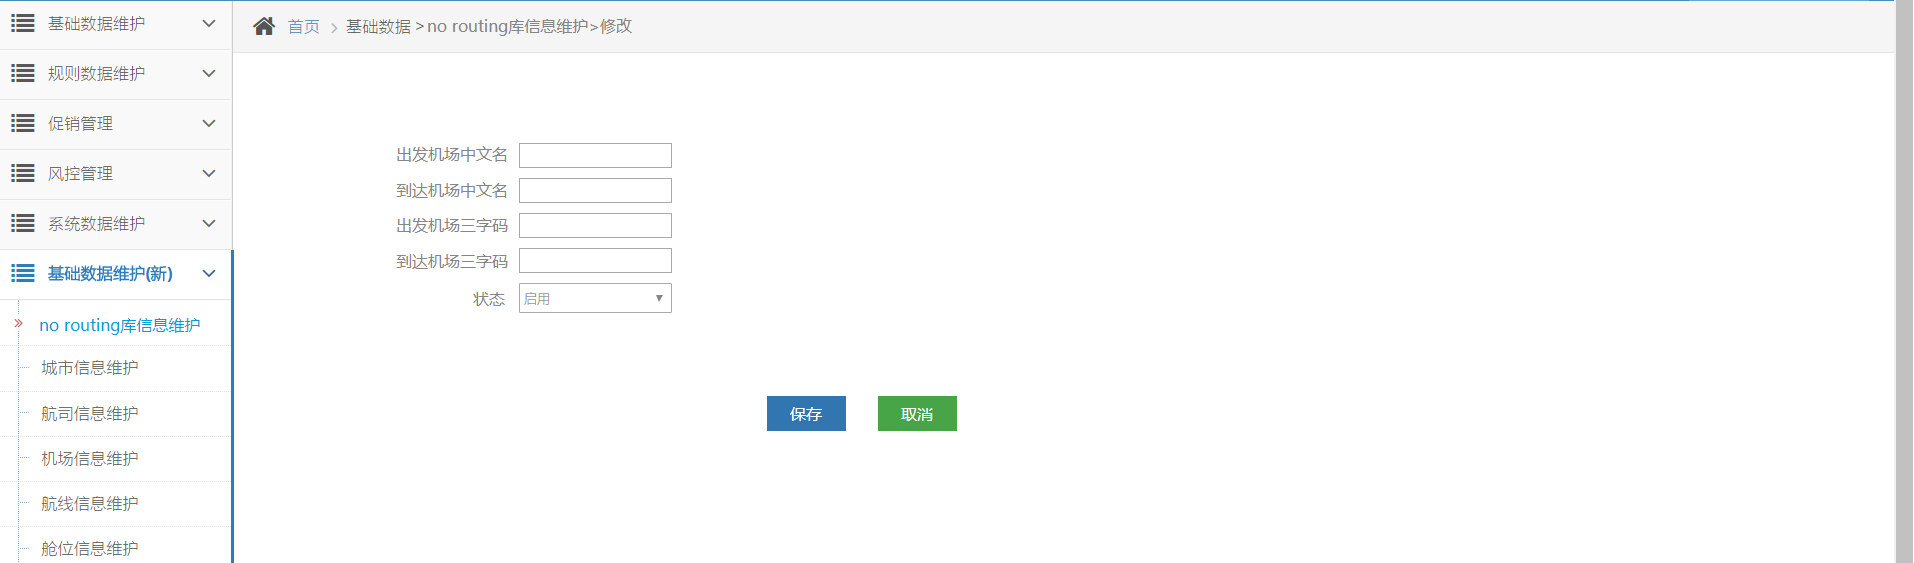 基础数据维护
规则数据维护
促销管理
风控管理
系统数据维护
基础数据维护(新)
no routing库信息维护
城市信息维护
航司信息维护
机场信息维护
航线信息维护
舱位信息维护
首页 > 基础数据 >no routing库信息维护>修改
出发机场中文名
到达机场中文名
出发机场三字码
到达机场三字码
状态 启用
保存 取消